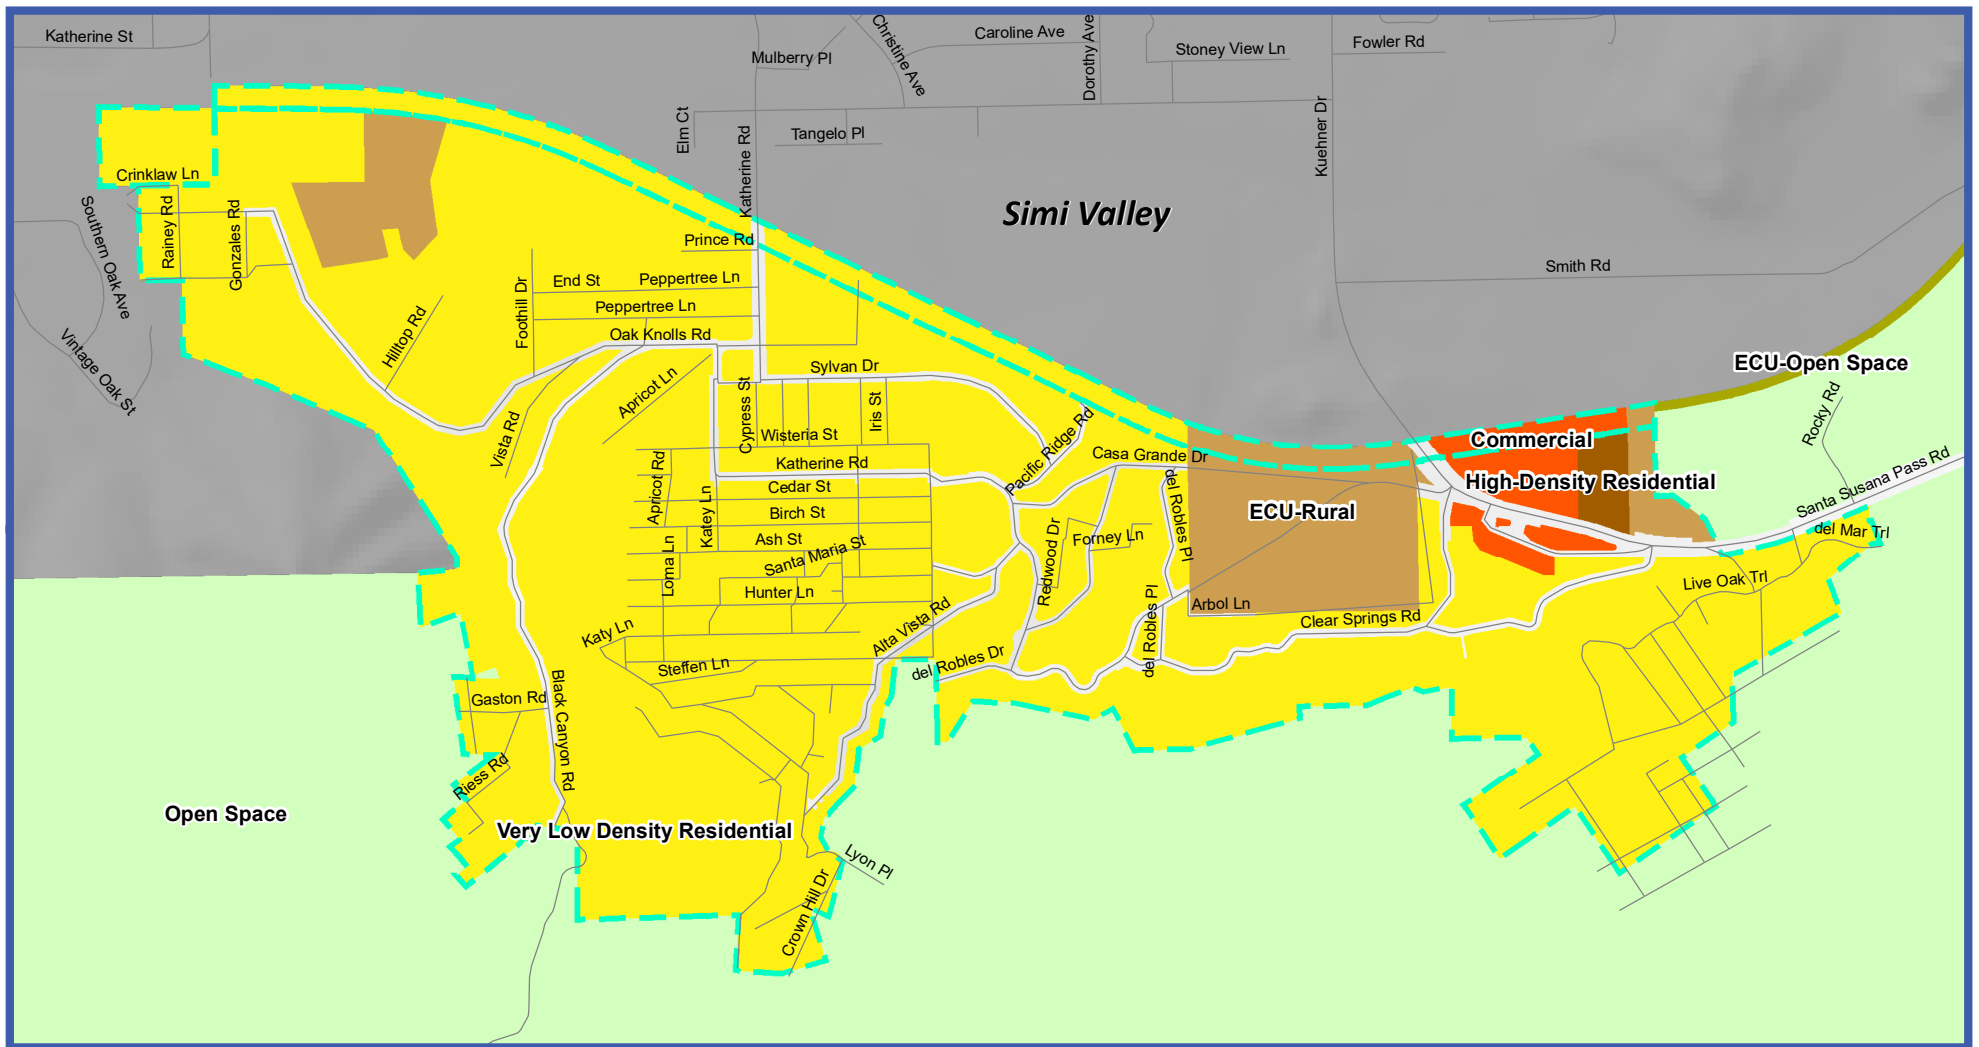 Katherine St
Mulberry Pl
Christine Ave
Caroline Ave
Dorothy Ave
Stoney View Ln
Fowler Rd
Elm Ct
Katherine Rd
Tangelo Pl
Kuehner Dr
Crinklaw Ln
Southern Oak Ave
Rainey Rd
Gonzales Rd
Simi Valley
Prince Rd
Smith Rd
End St
Peppertree Ln
Foothill Dr
Peppertree Ln
Hilltop Rd
Oak Knolls Rd
Vintage Oak St
Sylvan Dr
ECU-Open Space
Apricot Ln
Cypress St
Iris St
Rocky Rd
Vista Rd
Wisteria St
Pacific Ridge Rd
Commercial
Casa Grande Dr
Apricot Rd
Katherine Rd
Cedar St
High-Density Residential
Santa Susana Pass Rd
Katey Ln
Birch St
del Robles Pl
ECU-Rural
Ash St
Santa Maria St
Forney Ln
del Mar Trl
Loma Ln
Redwood Dr
Hunter Ln
Live Oak Trl
Arbol Ln
Clear Springs Rd
Katy Ln
Alta Vista Rd
del Robles Pl
Steffen Ln
del Robles Dr
Gaston Rd
Black Canyon Rd
Riess Rd
Open Space
Very Low Density Residential
Lyon Pl
Crown Hill Dr